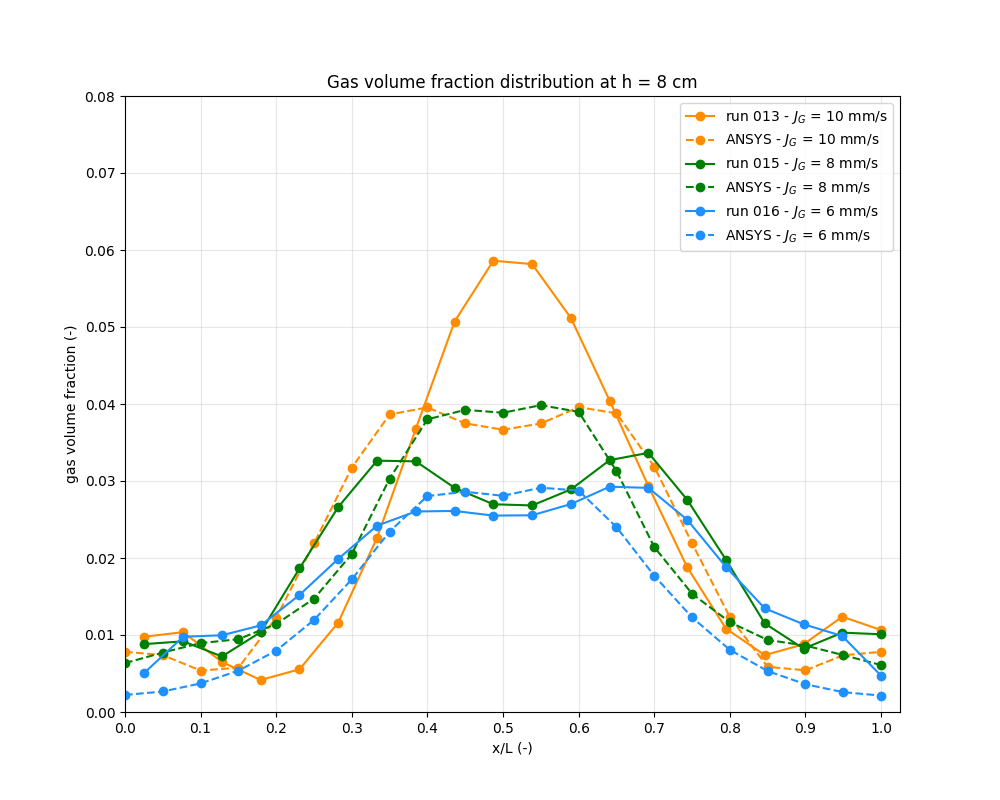 Gas volume fraction distribution at h = 8 cm
run 013 - J_G = 10 mm/s
ANSYS - J_G = 10 mm/s
run 015 - J_G = 8 mm/s
ANSYS - J_G = 8 mm/s
run 016 - J_G = 6 mm/s
ANSYS - J_G = 6 mm/s
gas volume fraction (-)
0.08
0.07
0.06
0.05
0.04
0.03
0.02
0.01
0.00
0.0 0.1 0.2 0.3 0.4 0.5 0.6 0.7 0.8 0.9 1.0
x/L (-)